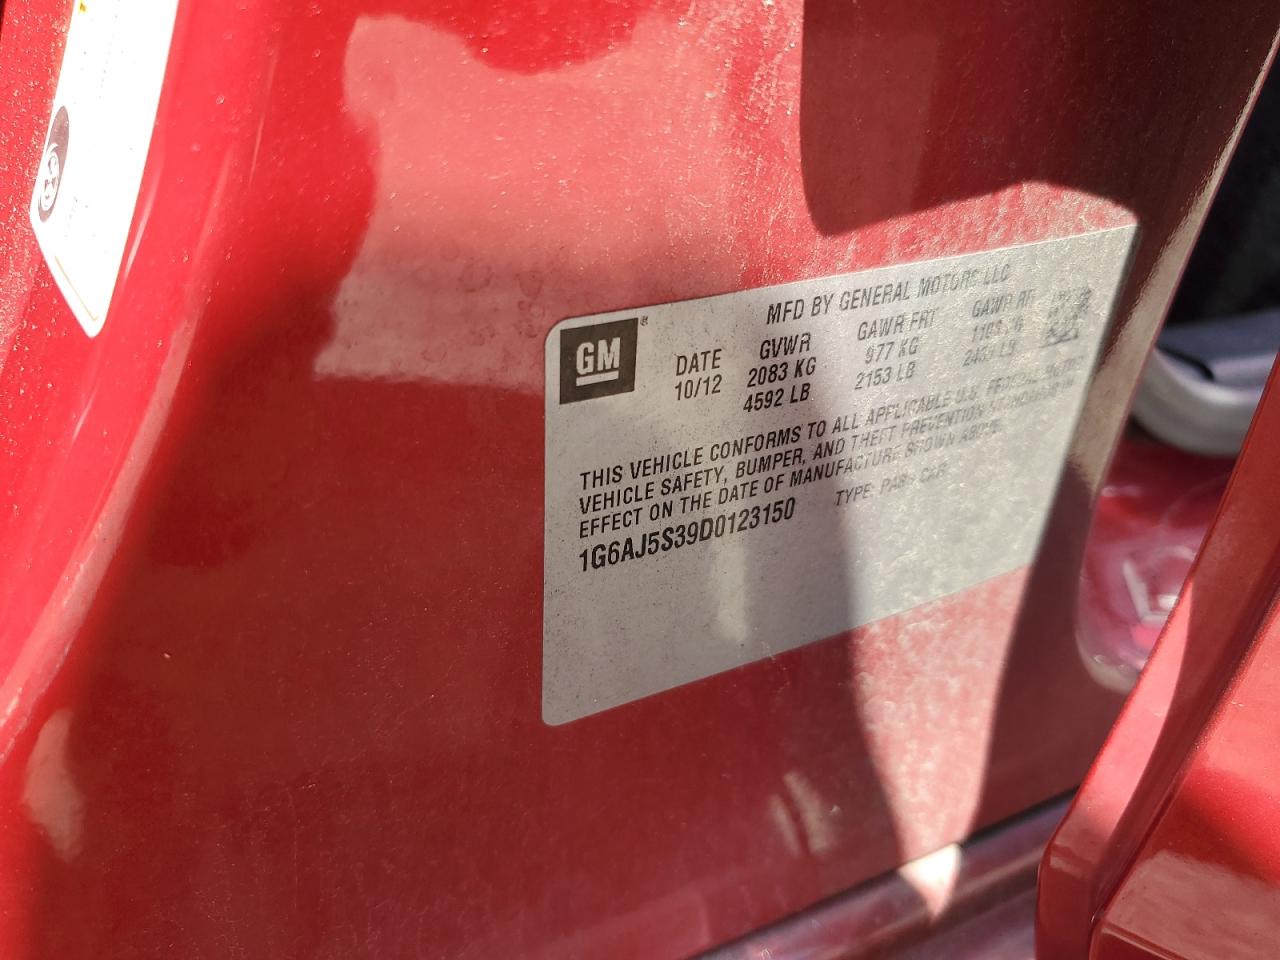 MFD BY GENERAL MOTORS LLC
GM®
DATE GVWR GAWR FRT GAWR RR
10/12 2083 KG 977 KG KG
4592 LB 2153 LB LB
THIS VEHICLE CONFORMS TO ALL APPLICABLE U.S. FEDERAL MOTOR
VEHICLE SAFETY, BUMPER, AND THEFT PREVENTION STANDARDS IN
EFFECT ON THE DATE OF MANUFACTURE SHOWN ABOVE.
1G6AJ5S39D0123150 TYPE: PASS CAR